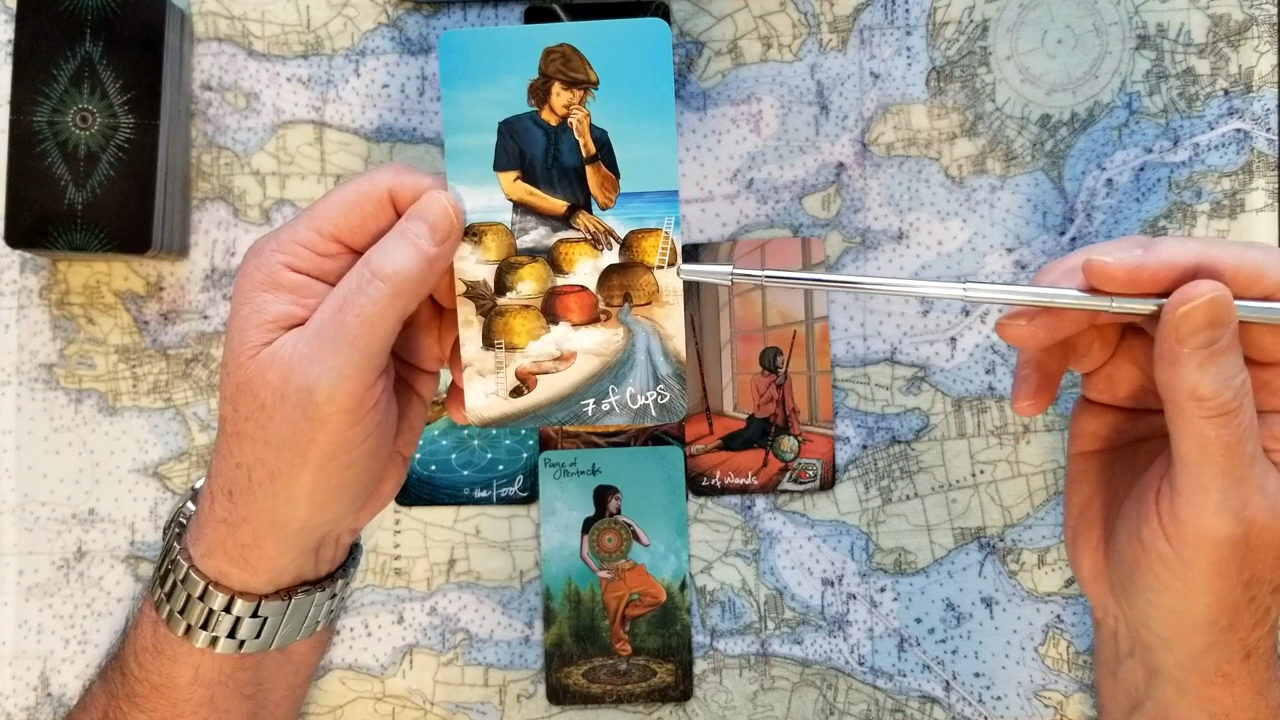 7 of Cups
Page of
Pentacles
0 the Fool
2 of Wands